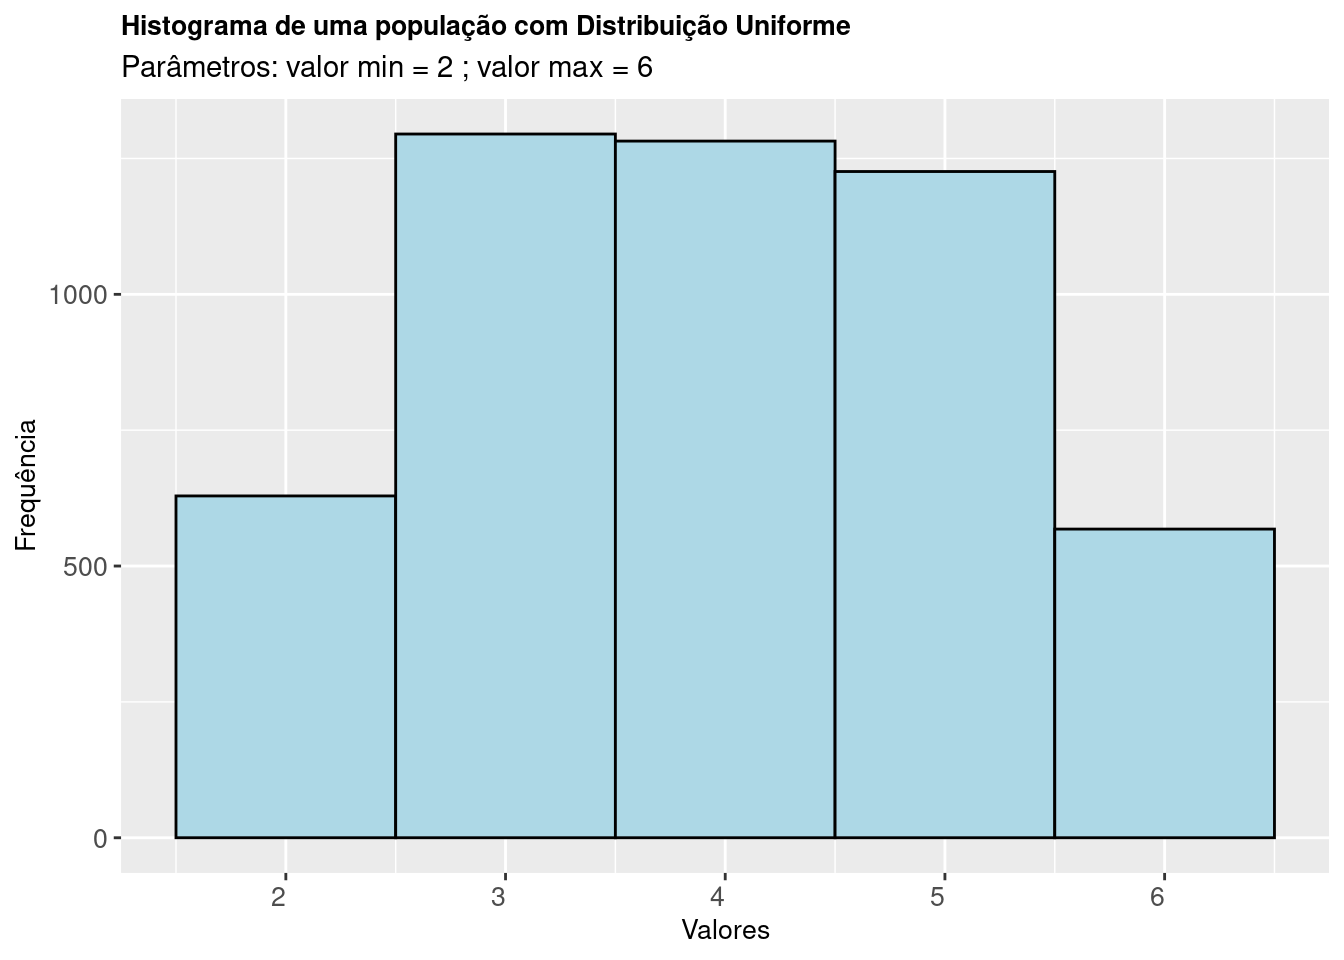 Histograma de uma população com Distribuição Uniforme
Parâmetros: valor min = 2 ; valor max = 6
1000
500
0
Frequência
2 3 4 5 6
Valores